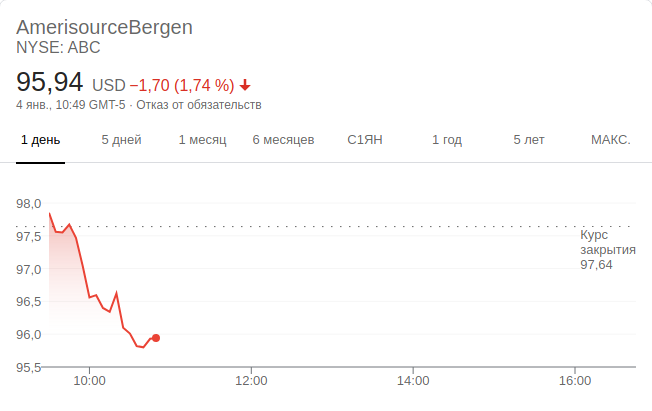 AmerisourceBergen
NYSE: ABC
95,94 USD −1,70 (1,74 %)
4 янв., 10:49 GMT-5 · Отказ от обязательств
1 день 5 дней 1 месяц 6 месяцев С1ЯН 1 год 5 лет МАКС.
98,0
97,5
97,0
96,5
96,0
95,5
Курс
закрытия
97,64
10:00 12:00 14:00 16:00